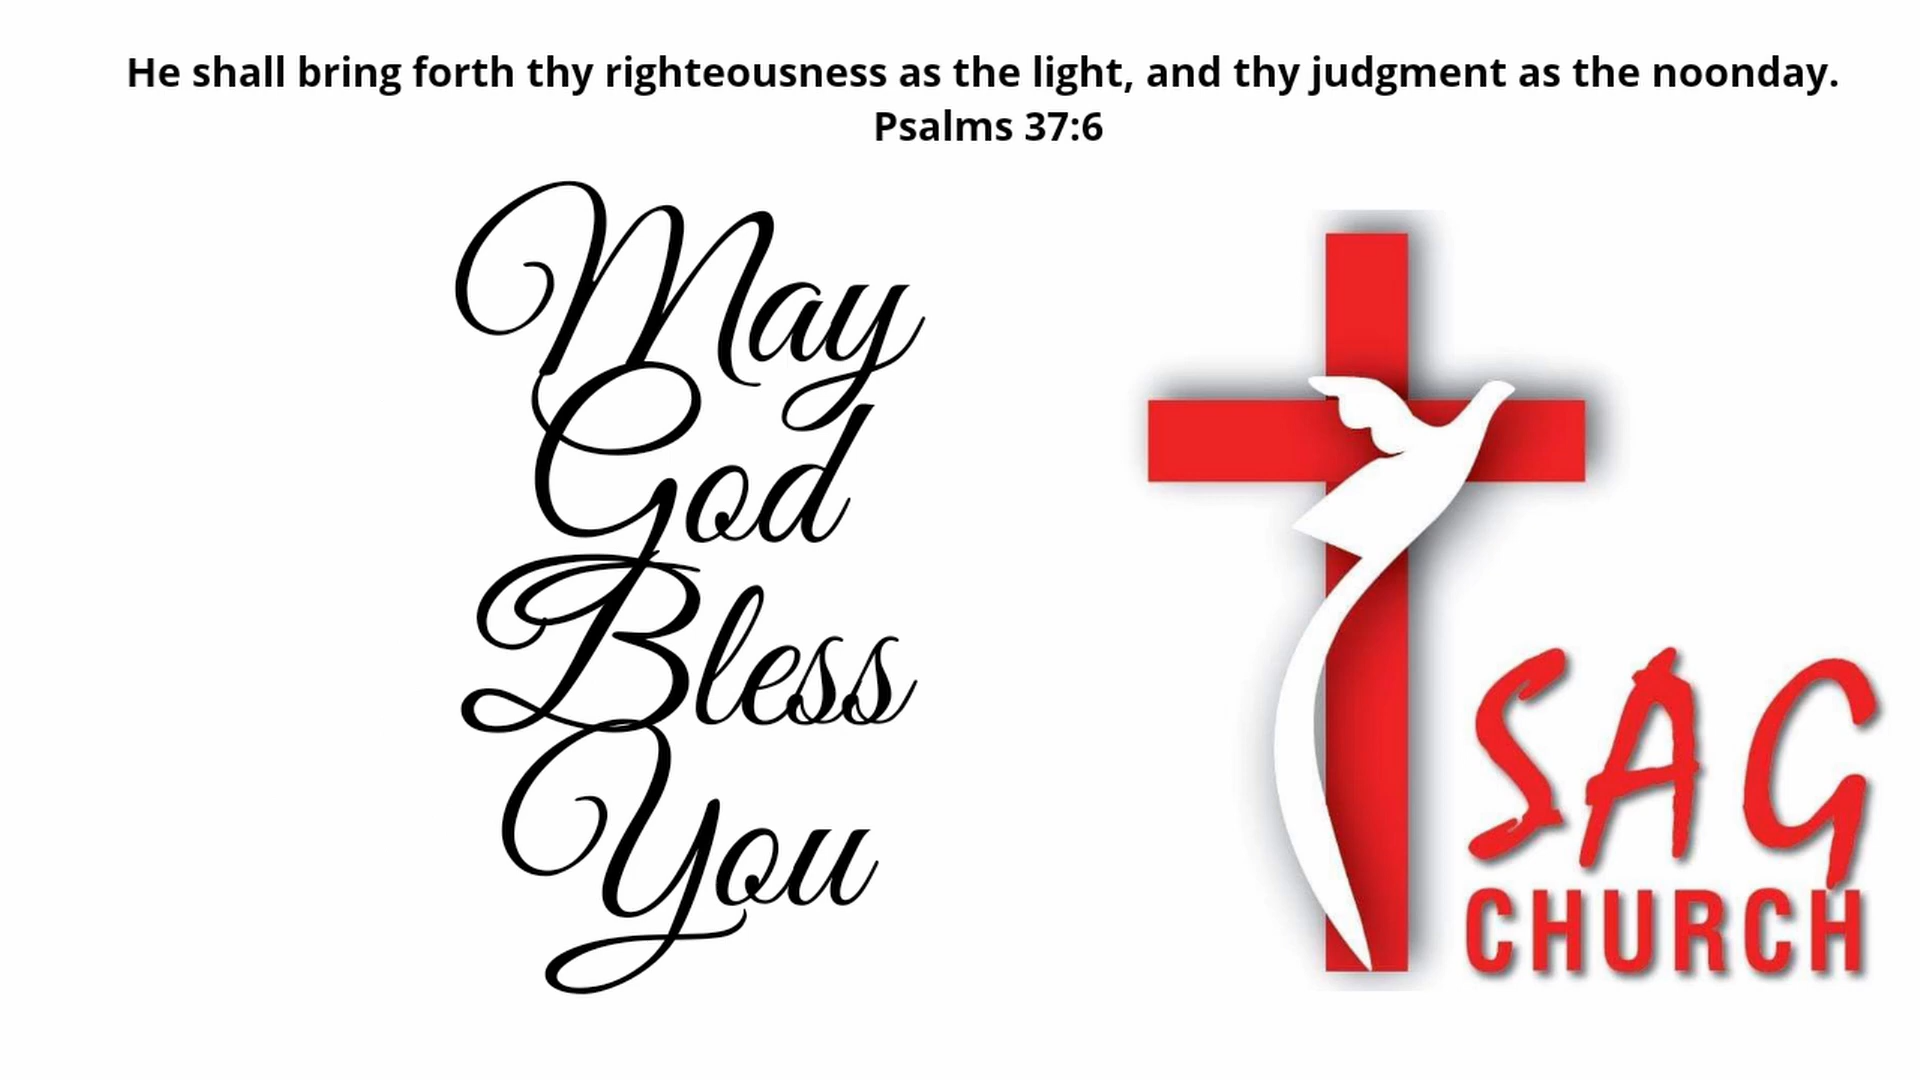 He shall bring forth thy righteousness as the light, and thy judgment as the noonday.
Psalms 37:6
May
God
Bless
You
SAG
CHURCH